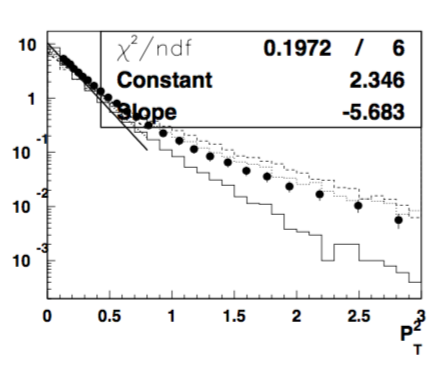 10
χ²/ndf 0.1972 / 6
Constant 2.346
Slope -5.683
1
10 -1
10 -2
10 -3
0 0.5 1 1.5 2 2.5 3
P²T